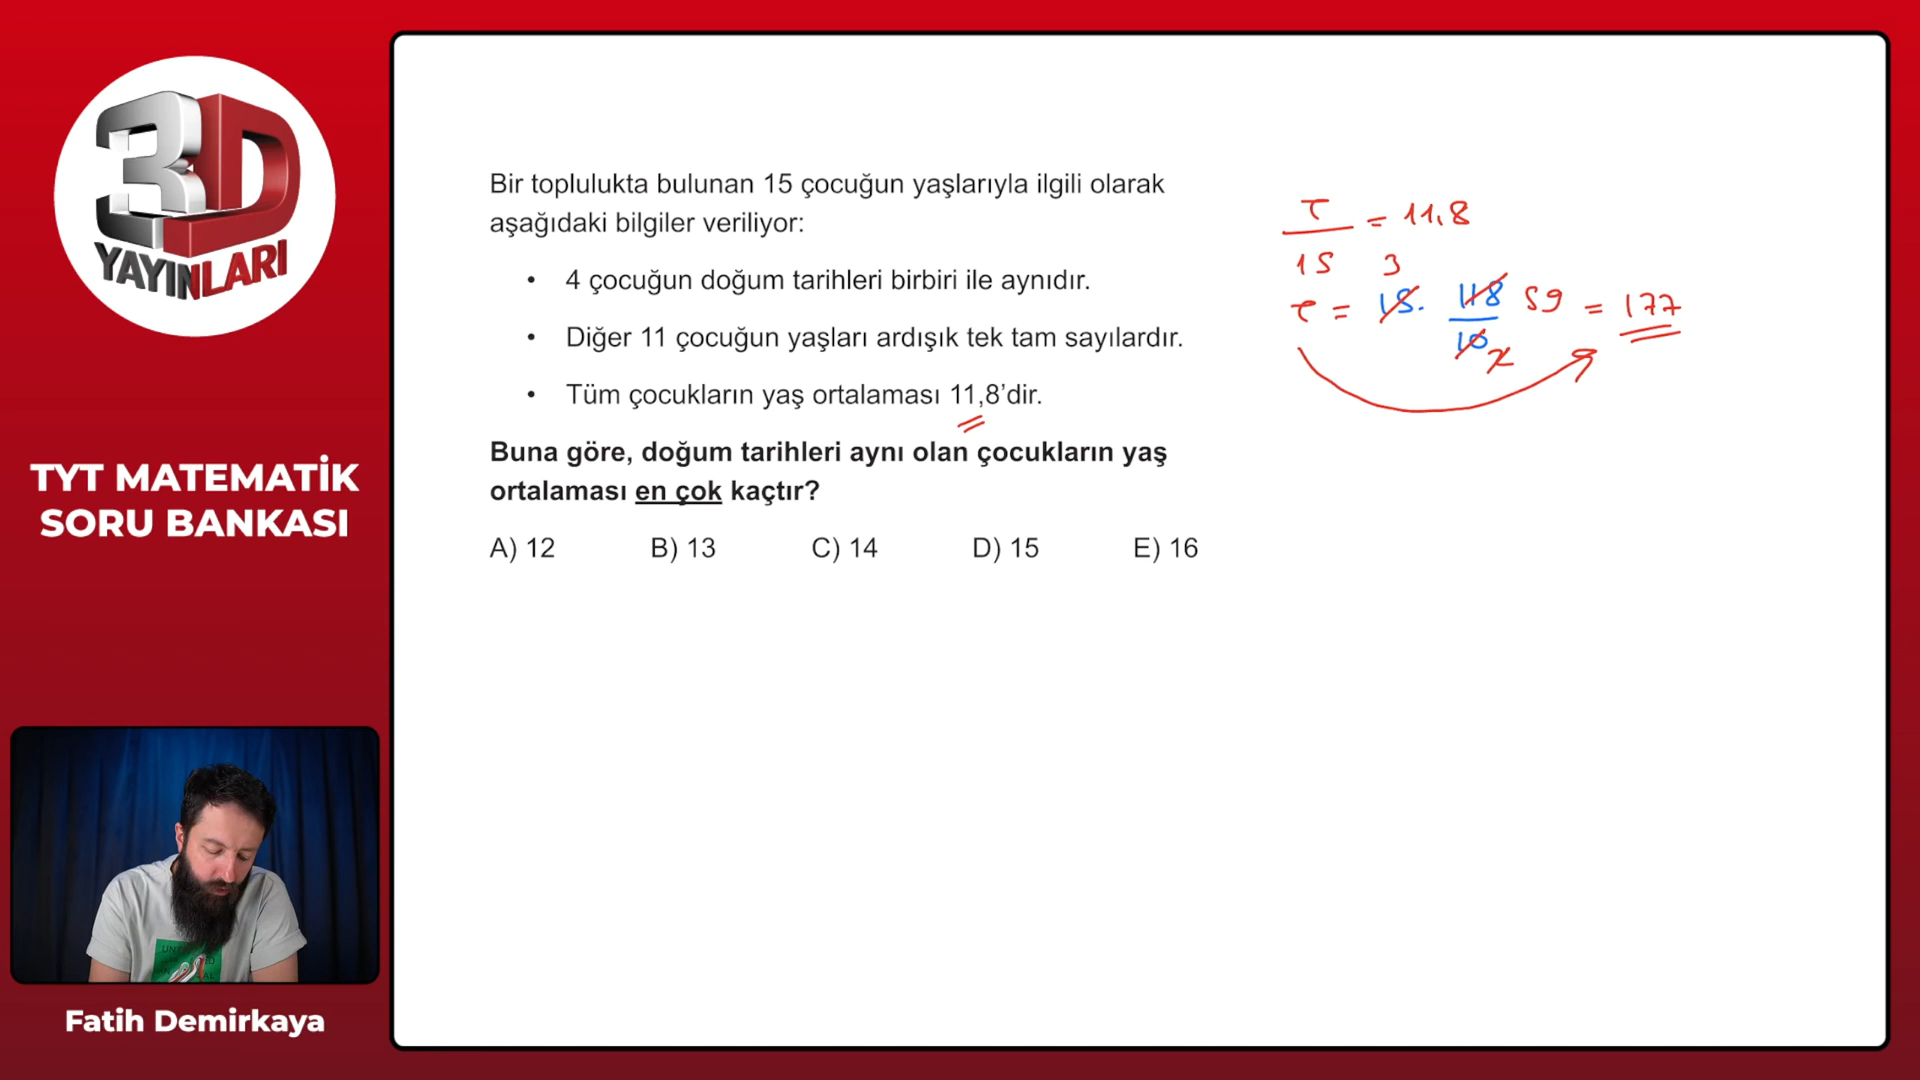 3D
YAYINLARI
TYT MATEMATİK
SORU BANKASI
Fatih Demirkaya
Bir toplulukta bulunan 15 çocuğun yaşlarıyla ilgili olarak
aşağıdaki bilgiler veriliyor:
• 4 çocuğun doğum tarihleri birbiri ile aynıdır.
• Diğer 11 çocuğun yaşları ardışık tek tam sayılardır.
• Tüm çocukların yaş ortalaması 11,8’dir.
Buna göre, doğum tarihleri aynı olan çocukların yaş
ortalaması en çok kaçtır?
A) 12 B) 13 C) 14 D) 15 E) 16
T/15 = 11,8
3
T = 15 . 118/10 59 = 177
2